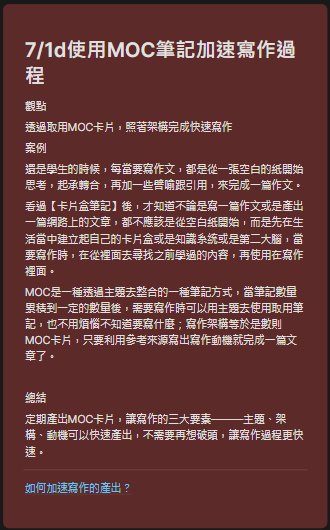 7/1d使用MOC筆記加速寫作過
程
觀點
透過取用MOC卡片，照著架構完成快速寫作
案例
還是學生的時候，每當要寫作文，都是從一張空白的紙開始
思考，起承轉合，再加一些譬喻跟引用，來完成一篇作文。
看過【卡片盒筆記】後，才知道不論是寫一篇作文或是產出
一篇網路上的文章，都不應該是從空白紙開始，而是先在生
活當中建立起自己的卡片盒或是知識系統或是第二大腦，當
要寫作時，在從裡面去尋找之前學過的內容，再使用在寫作
裡面。
MOC是一種透過主題去整合的一種筆記方式，當筆記數量
累積到一定的數量後，需要寫作時可以用主題去使用取用筆
記，也不用煩惱不知道要寫什麼；寫作架構等於是數則
MOC卡片，只要利用參考來源寫出寫作動機就完成一篇文
章了。
總結
定期產出MOC卡片，讓寫作的三大要素———主題、架
構、動機可以快速產出，不需要再想破頭，讓寫作過程更快
速。
如何加速寫作的產出？